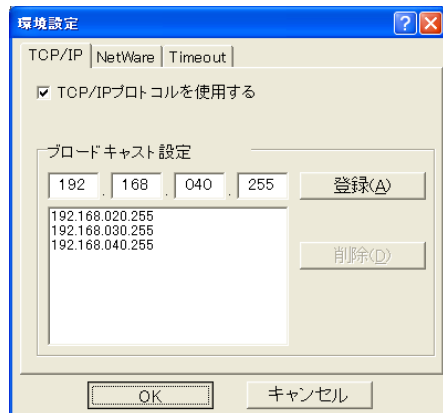 環境設定
TCP/IP NetWare Timeout
TCP/IPプロトコルを使用する
ブロードキャスト設定
192 . 168 . 040 . 255 登録(A)
192.168.020.255
192.168.030.255
192.168.040.255
削除(D)
OK キャンセル